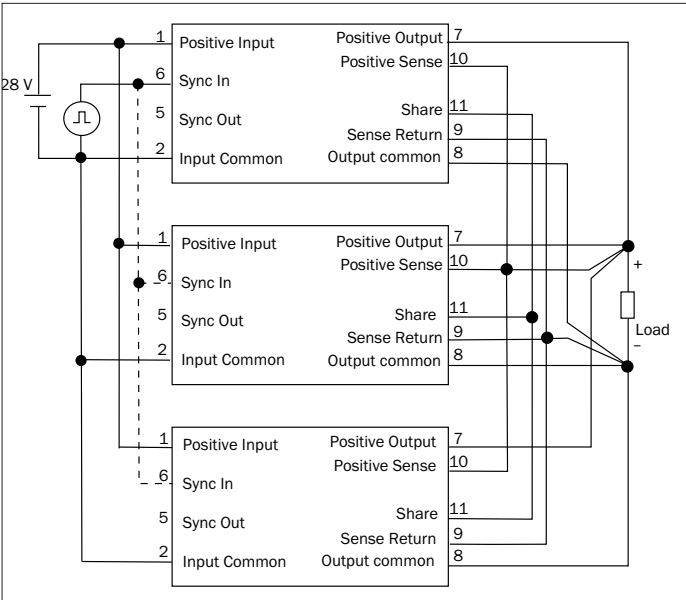 1 Positive Input Positive Output 7
Positive Sense 10
28 V 6 Sync In
Share 11
5 Sync Out
Sense Return 9
2 Input Common Output common 8
1 Positive Input Positive Output 7
Positive Sense 10
6 Sync In
Share 11
5 Sync Out
Sense Return 9
2 Input Common Output common 8
+
Load
−
1 Positive Input Positive Output 7
Positive Sense 10
6 Sync In
Share 11
5 Sync Out
Sense Return 9
2 Input Common Output common 8